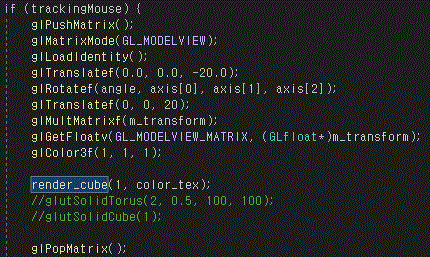 if (trackingMouse) {
glPushMatrix();
glMatrixMode(GL_MODELVIEW);
glLoadIdentity();
glTranslatef(0.0, 0.0, -20.0);
glRotatef(angle, axis[0], axis[1], axis[2]);
glTranslatef(0, 0, 20);
glMultMatrixf(m_transform);
glGetFloatv(GL_MODELVIEW_MATRIX, (GLfloat*)m_transform);
glColor3f(1, 1, 1);
render_cube(1, color_tex);
//glutSolidTorus(2, 0.5, 100, 100);
//glutSolidCube(1);
glPopMatrix();